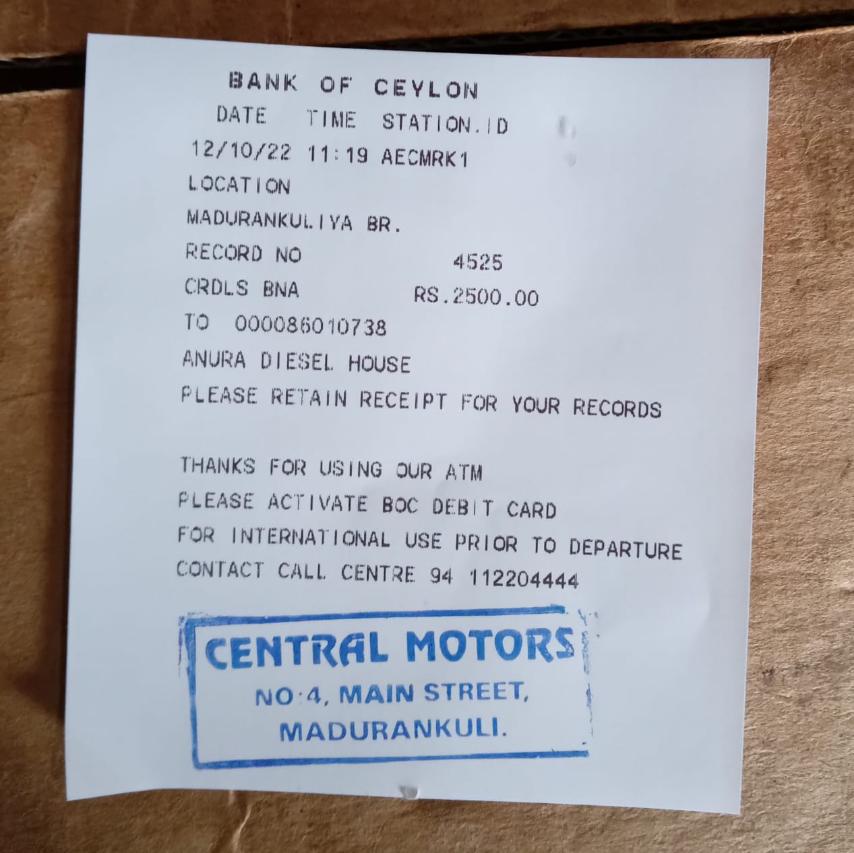 BANK OF CEYLON
DATE TIME STATION.ID
12/10/22 11:19 AECMRK1
LOCATION
MADURANKULIYA BR.
RECORD NO 4525
CRDLS BNA RS.2500.00
TO 000086010738
ANURA DIESEL HOUSE
PLEASE RETAIN RECEIPT FOR YOUR RECORDS
THANKS FOR USING OUR ATM
PLEASE ACTIVATE BOC DEBIT CARD
FOR INTERNATIONAL USE PRIOR TO DEPARTURE
CONTACT CALL CENTRE 94 112204444
CENTRAL MOTORS
NO:4, MAIN STREET,
MADURANKULI.